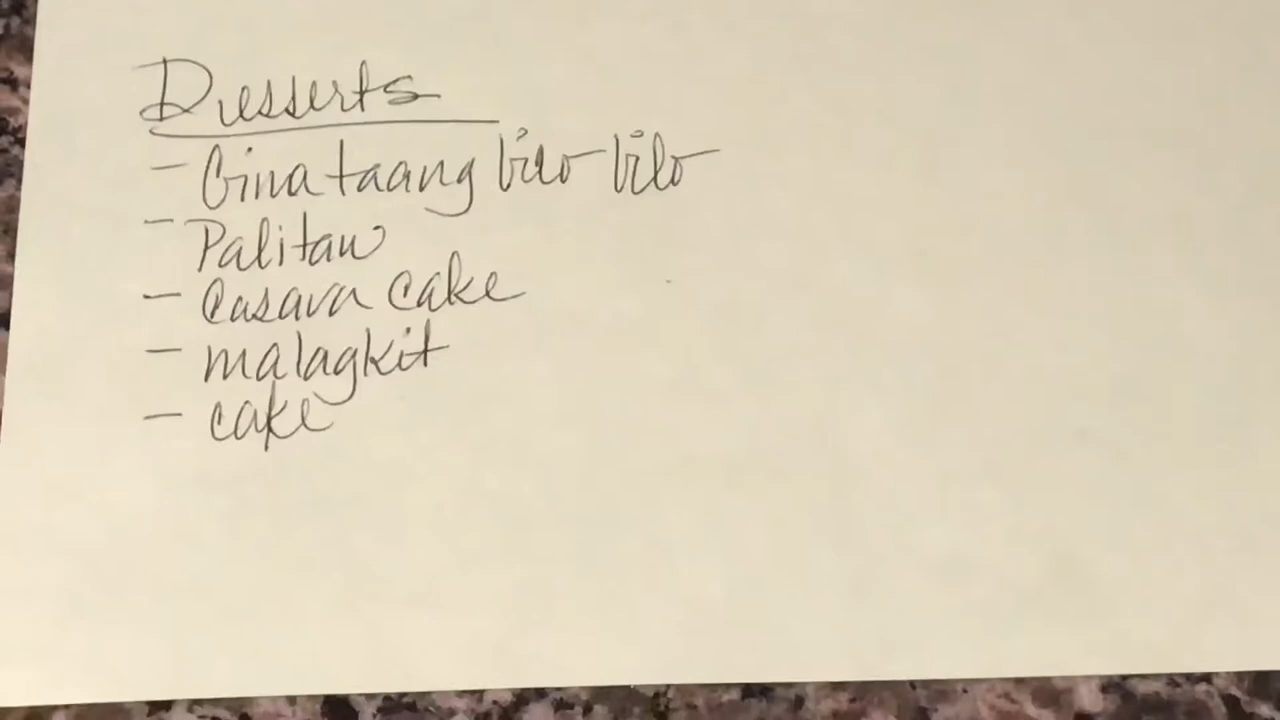 Desserts
- Ginataang bilo bilo
- Palitaw
- Casava cake
- malagkit
- cake